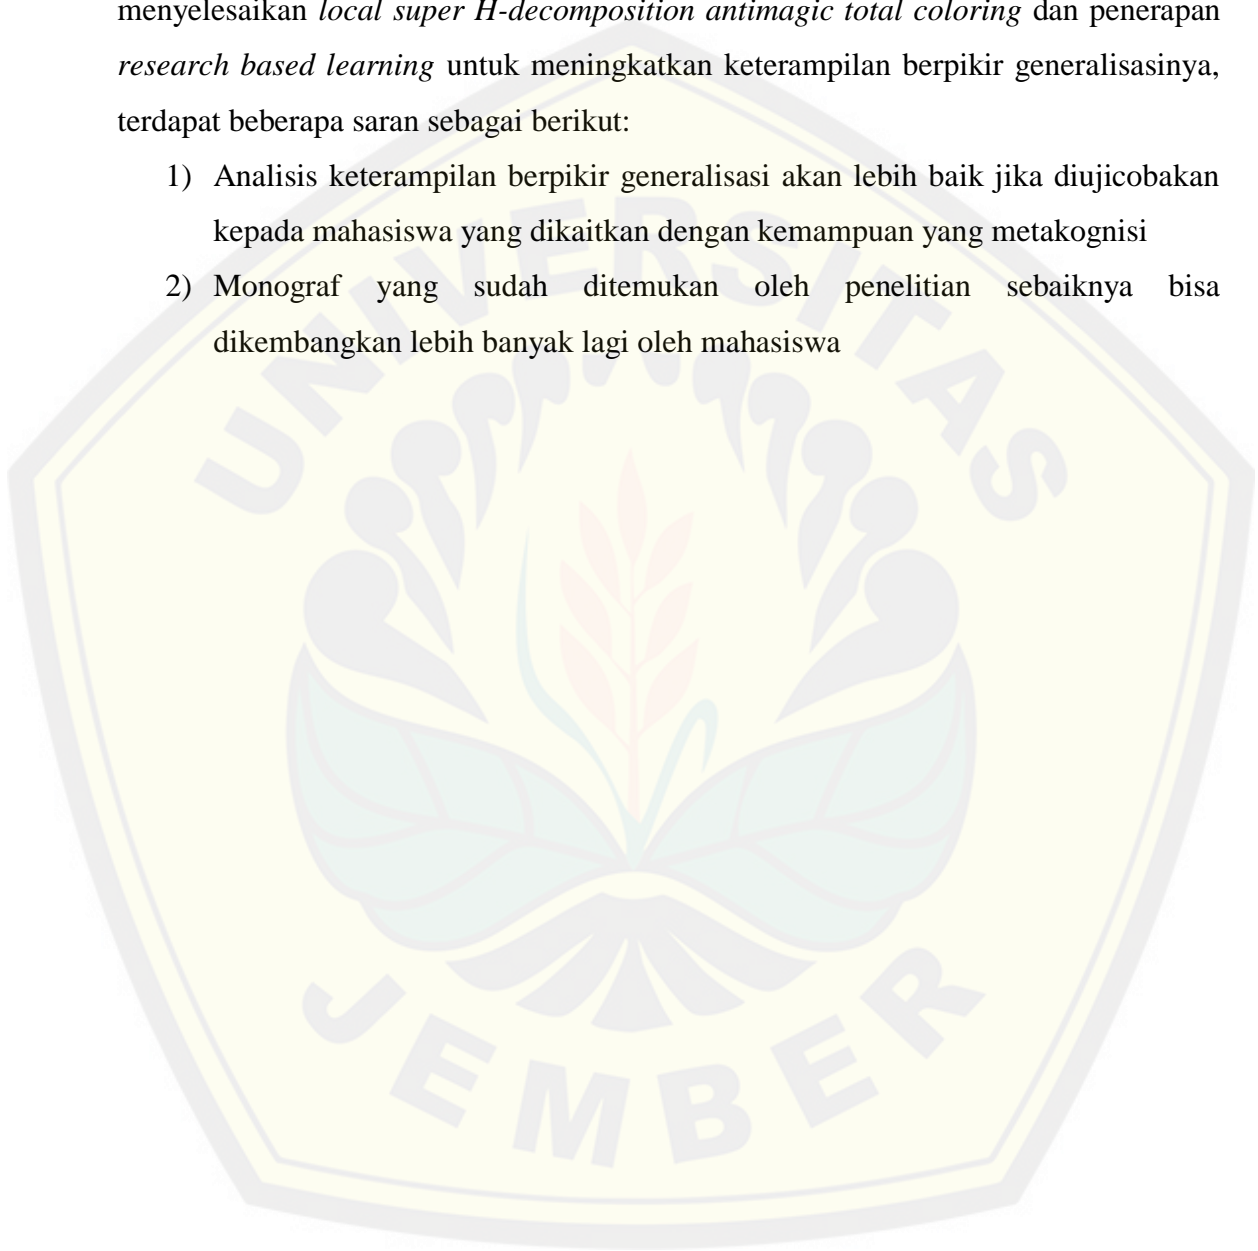 menyelesaikan local super H-decomposition antimagic total coloring dan penerapan
research based learning untuk meningkatkan keterampilan berpikir generalisasinya,
terdapat beberapa saran sebagai berikut:
1) Analisis keterampilan berpikir generalisasi akan lebih baik jika diujicobakan
kepada mahasiswa yang dikaitkan dengan kemampuan yang metakognisi
2) Monograf yang sudah ditemukan oleh penelitian sebaiknya bisa
dikembangkan lebih banyak lagi oleh mahasiswa
UNIVERSITAS
JEMBER